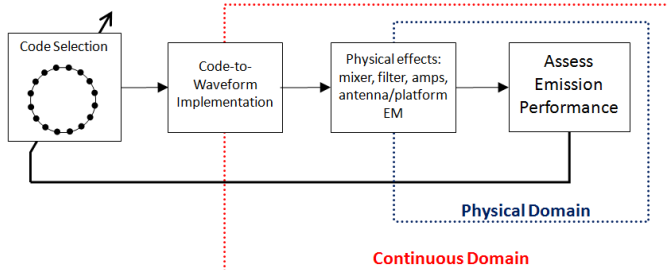 Code Selection
Code-to-
Waveform
Implementation
Physical effects:
mixer, filter, amps,
antenna/platform
EM
Assess
Emission
Performance
Physical Domain
Continuous Domain